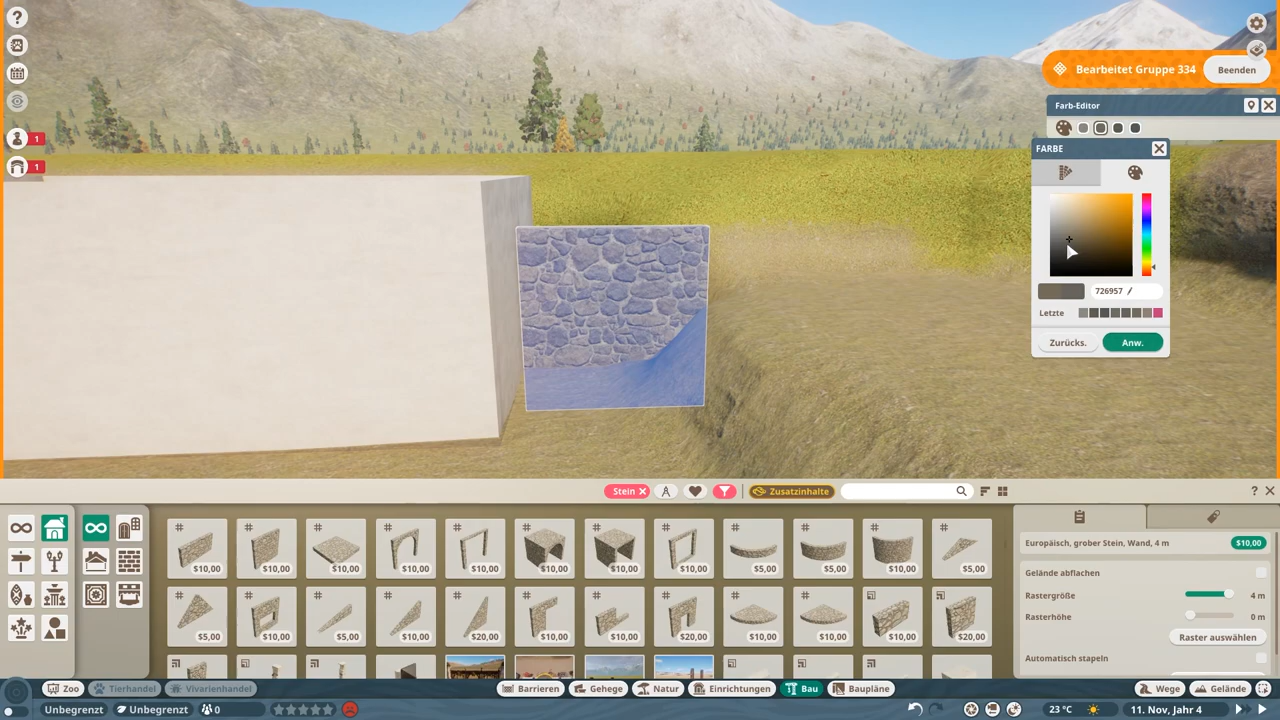 ?
1
1
Bearbeitet Gruppe 334
Beenden
Farb-Editor
FARBE
726957
Letzte
Zurücks.
Anw.
Stein
Zusatzinhalte
?
$10,00 $10,00 $10,00 $10,00 $10,00 $10,00 $10,00 $10,00 $5,00 $5,00 $10,00 $5,00
$5,00 $10,00 $5,00 $10,00 $20,00 $10,00 $10,00 $20,00 $10,00 $10,00 $10,00 $20,00
Europäisch, grober Stein, Wand, 4 m $10,00
Gelände abflachen
Rastergröße 4 m
Rasterhöhe 0 m
Raster auswählen
Automatisch stapeln
Zoo Tierhandel Vivarienhandel Barrieren Gehege Natur Einrichtungen Bau Baupläne Wege Gelände
Unbegrenzt Unbegrenzt 0 23 °C 11. Nov, Jahr 4